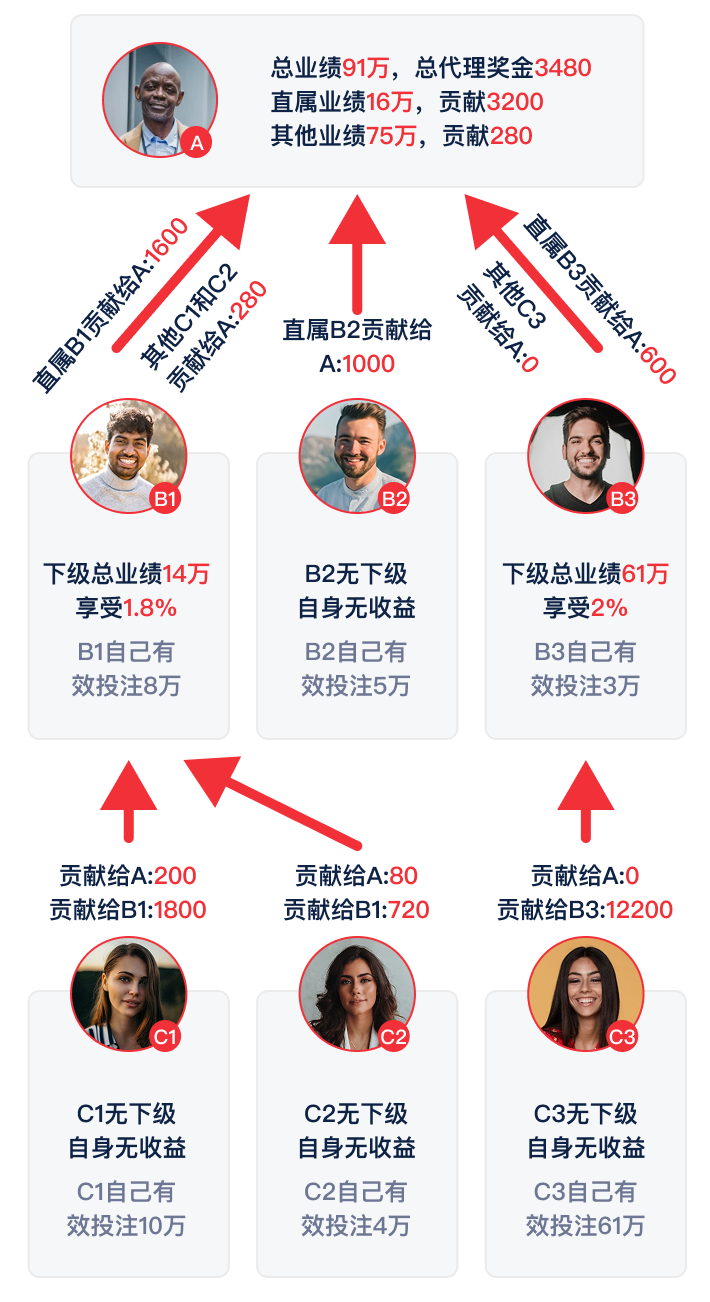 总业绩91万，总代理奖金3480
直属业绩16万，贡献3200
其他业绩75万，贡献280
A
直属B1贡献给A:1600
其他C1和C2
贡献给A:280
直属B2贡献给
A:1000
直属B3贡献给A:600
其他C3
贡献给A:0
B1
下级总业绩14万
享受1.8%
B1自己有
效投注8万
B2
B2无下级
自身无收益
B2自己有
效投注5万
B3
下级总业绩61万
享受2%
B3自己有
效投注3万
贡献给A:200
贡献给B1:1800
贡献给A:80
贡献给B1:720
贡献给A:0
贡献给B3:12200
C1
C1无下级
自身无收益
C1自己有
效投注10万
C2
C2无下级
自身无收益
C2自己有
效投注4万
C3
C3无下级
自身无收益
C3自己有
效投注61万